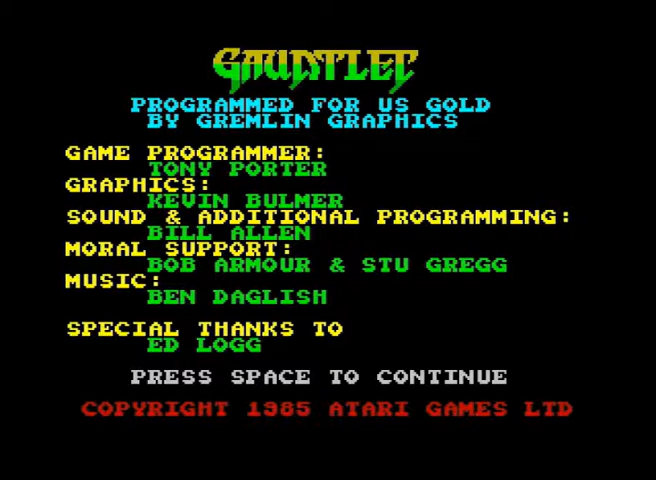 GAUNTLET
PROGRAMMED FOR US GOLD
BY GREMLIN GRAPHICS
GAME PROGRAMMER:
TONY PORTER
GRAPHICS:
KEVIN BULMER
SOUND & ADDITIONAL PROGRAMMING:
BILL ALLEN
MORAL SUPPORT:
BOB ARMOUR & STU GREGG
MUSIC:
BEN DAGLISH
SPECIAL THANKS TO
ED LOGG
PRESS SPACE TO CONTINUE
COPYRIGHT 1985 ATARI GAMES LTD